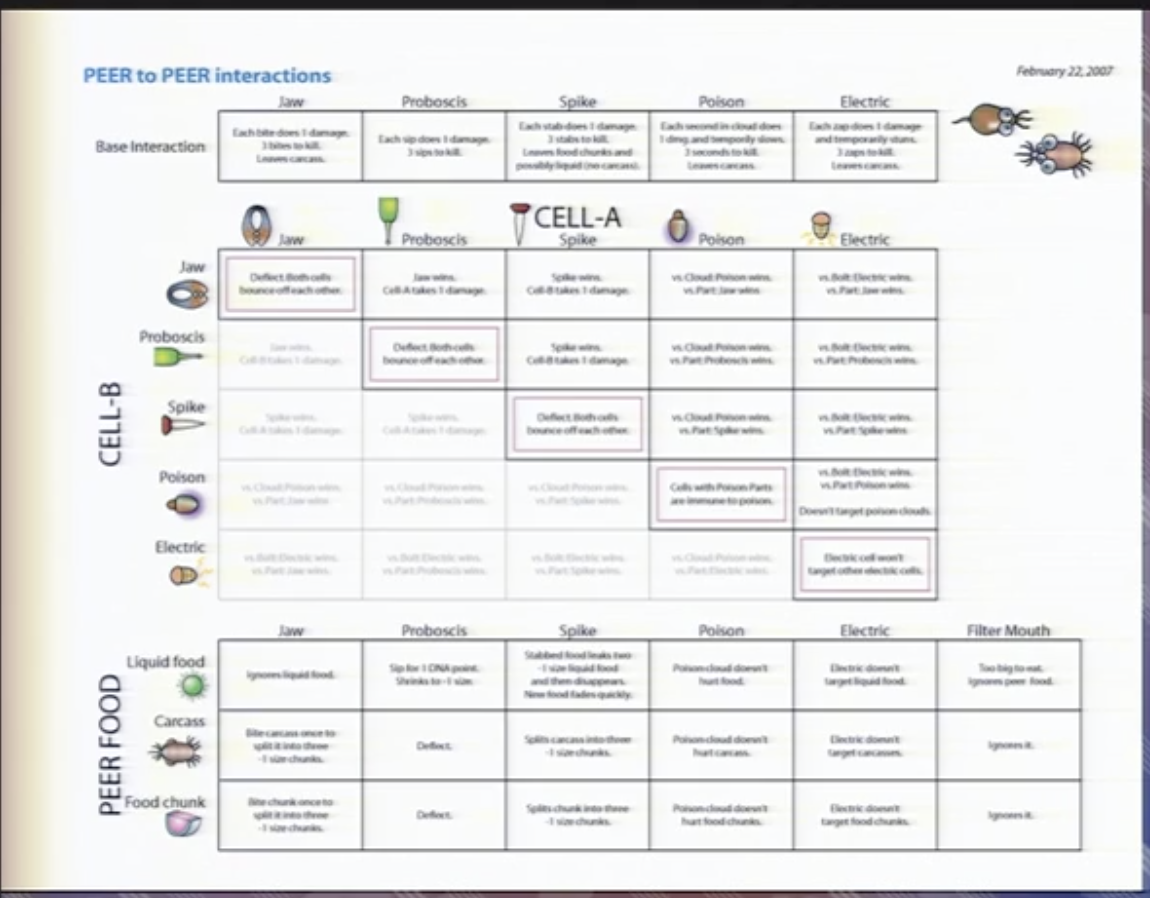 PEER to PEER interactions
February 22, 2007
Jaw
Proboscis
Spike
Poison
Electric
Base Interaction
Each bite does 1 damage.
3 bites to kill.
Leaves carcass.
Each sip does 1 damage.
3 sips to kill.
Each stab does 1 damage.
3 stabs to kill.
Leaves food chunks and
possibly liquid (no carcass).
Each second in cloud does
1 dmg and temporily slows.
3 seconds to kill.
Leaves carcass.
Each zap does 1 damage
and temporarily stuns.
3 zaps to kill.
Leaves carcass.
CELL-A
Jaw
Proboscis
Spike
Poison
Electric
CELL-B
Jaw
Deflect: Both cells
bounce off each other.
Jaw wins.
Cell-A takes 1 damage.
Spike wins.
Cell-B takes 1 damage.
vs. Cloud: Poison wins.
vs. Part: Jaw wins
vs. Bolt: Electric wins.
vs. Part: Jaw wins.
Proboscis
Jaw wins.
Cell-B takes 1 damage.
Deflect: Both cells
bounce off each other.
Spike wins.
Cell-B takes 1 damage.
vs. Cloud: Poison wins.
vs. Part: Proboscis wins.
vs. Bolt: Electric wins.
vs. Part: Proboscis wins.
Spike
Spike wins.
Cell-A takes 1 damage.
Spike wins.
Cell-A takes 1 damage.
Deflect: Both cells
bounce off each other.
vs. Cloud: Poison wins.
vs. Part: Spike wins.
vs. Bolt: Electric wins.
vs. Part: Spike wins
Poison
vs. Cloud: Poison wins.
vs. Part: Jaw wins
vs. Cloud: Poison wins.
vs. Part: Proboscis wins.
vs. Cloud: Poison wins.
vs. Part: Spike wins.
Cells with Poison Parts
are immune to poison.
vs. Bolt: Electric wins.
vs. Part: Poison wins.
Doesn't target poison clouds.
Electric
vs. Bolt: Electric wins.
vs. Part: Jaw wins.
vs. Bolt: Electric wins.
vs. Part: Proboscis wins.
vs. Bolt: Electric wins.
vs. Part: Spike wins
vs. Cloud: Poison wins.
vs. Part: Electric wins.
Electric cell won't
target other electric cells.
Jaw
Proboscis
Spike
Poison
Electric
Filter Mouth
PEER FOOD
Liquid food
Ignores liquid food.
Sip for 1 DNA point.
Shrinks to -1 size.
Stabbed food leaks two
-1 size liquid food
and then disappears.
New food fades quickly.
Poison cloud doesn't
hurt food.
Electric doesn't
target liquid food.
Too big to eat.
Ignores peer food.
Carcass
Bite carcass once to
split it into three
-1 size chunks.
Deflect.
Splits carcass into three
-1 size chunks.
Poison cloud doesn't
hurt carcass.
Electric doesn't
target carcasses.
Ignores it.
Food chunk
Bite chunk once to
split it into three
-1 size chunks.
Deflect.
Splits chunk into three
-1 size chunks.
Poison cloud doesn't
hurt food chunks.
Electric doesn't
target food chunks.
Ignores it.